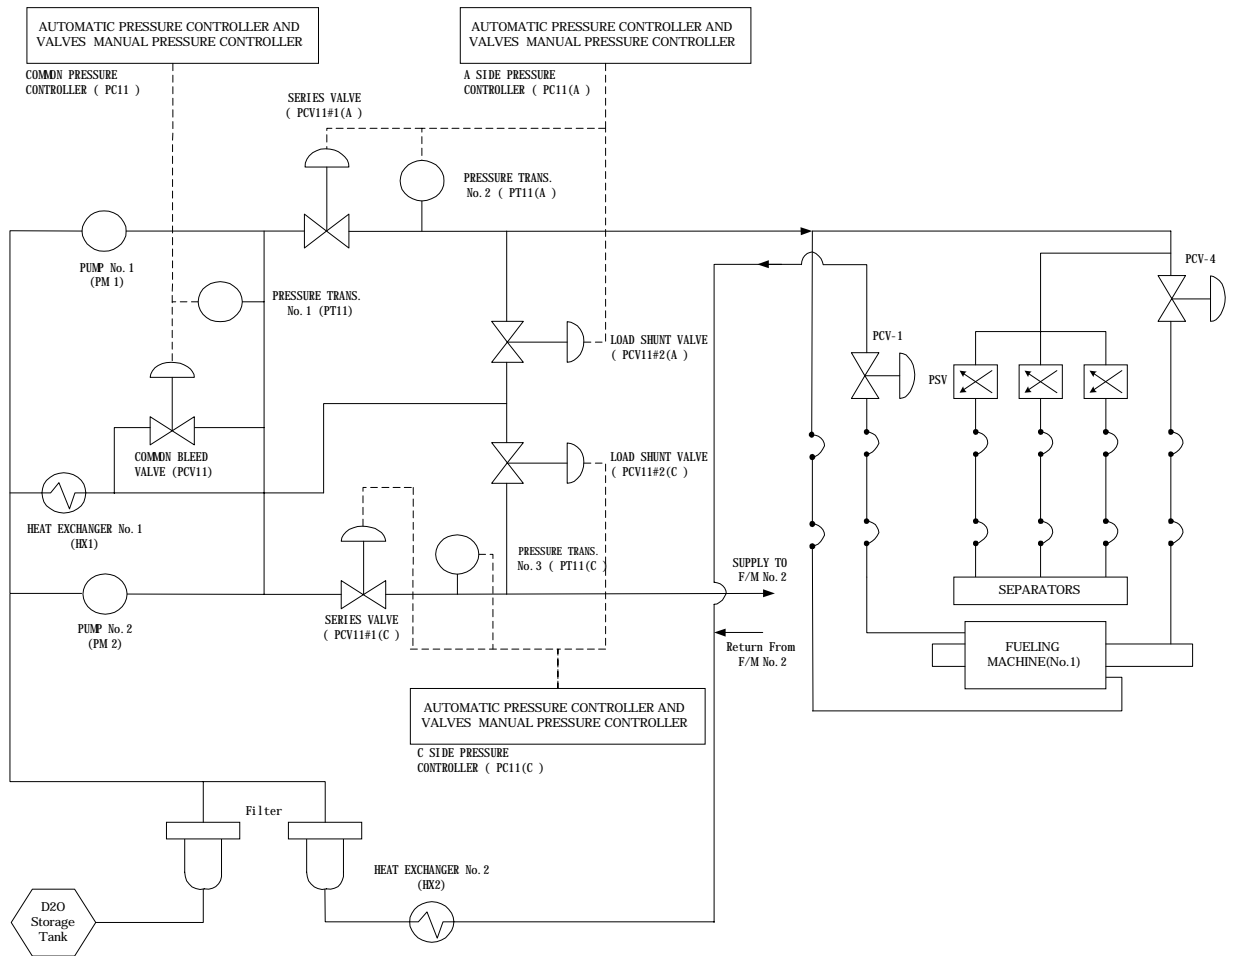 AUTOMATIC PRESSURE CONTROLLER AND
VALVES MANUAL PRESSURE CONTROLLER
COMMON PRESSURE
CONTROLLER ( PC11 )
AUTOMATIC PRESSURE CONTROLLER AND
VALVES MANUAL PRESSURE CONTROLLER
A SIDE PRESSURE
CONTROLLER ( PC11(A )
SERIES VALVE
( PCV11#1(A )
PRESSURE TRANS.
No.2 ( PT11(A )
PUMP No.1
(PM1)
PRESSURE TRANS.
No.1 (PT11)
PCV-4
LOAD SHUNT VALVE
( PCV11#2(A )
PCV-1
PSV
COMMON BLEED
VALVE (PCV11)
LOAD SHUNT VALVE
( PCV11#2(C )
HEAT EXCHANGER No.1
(HX1)
PRESSURE TRANS.
No.3 ( PT11(C )
SUPPLY TO
F/M No.2
SEPARATORS
PUMP No.2
(PM2)
SERIES VALVE
( PCV11#1(C )
Return From
F/M No.2
FUELING
MACHINE(No.1)
AUTOMATIC PRESSURE CONTROLLER AND
VALVES MANUAL PRESSURE CONTROLLER
C SIDE PRESSURE
CONTROLLER ( PC11(C )
Filter
HEAT EXCHANGER No.2
(HX2)
D2O
Storage
Tank